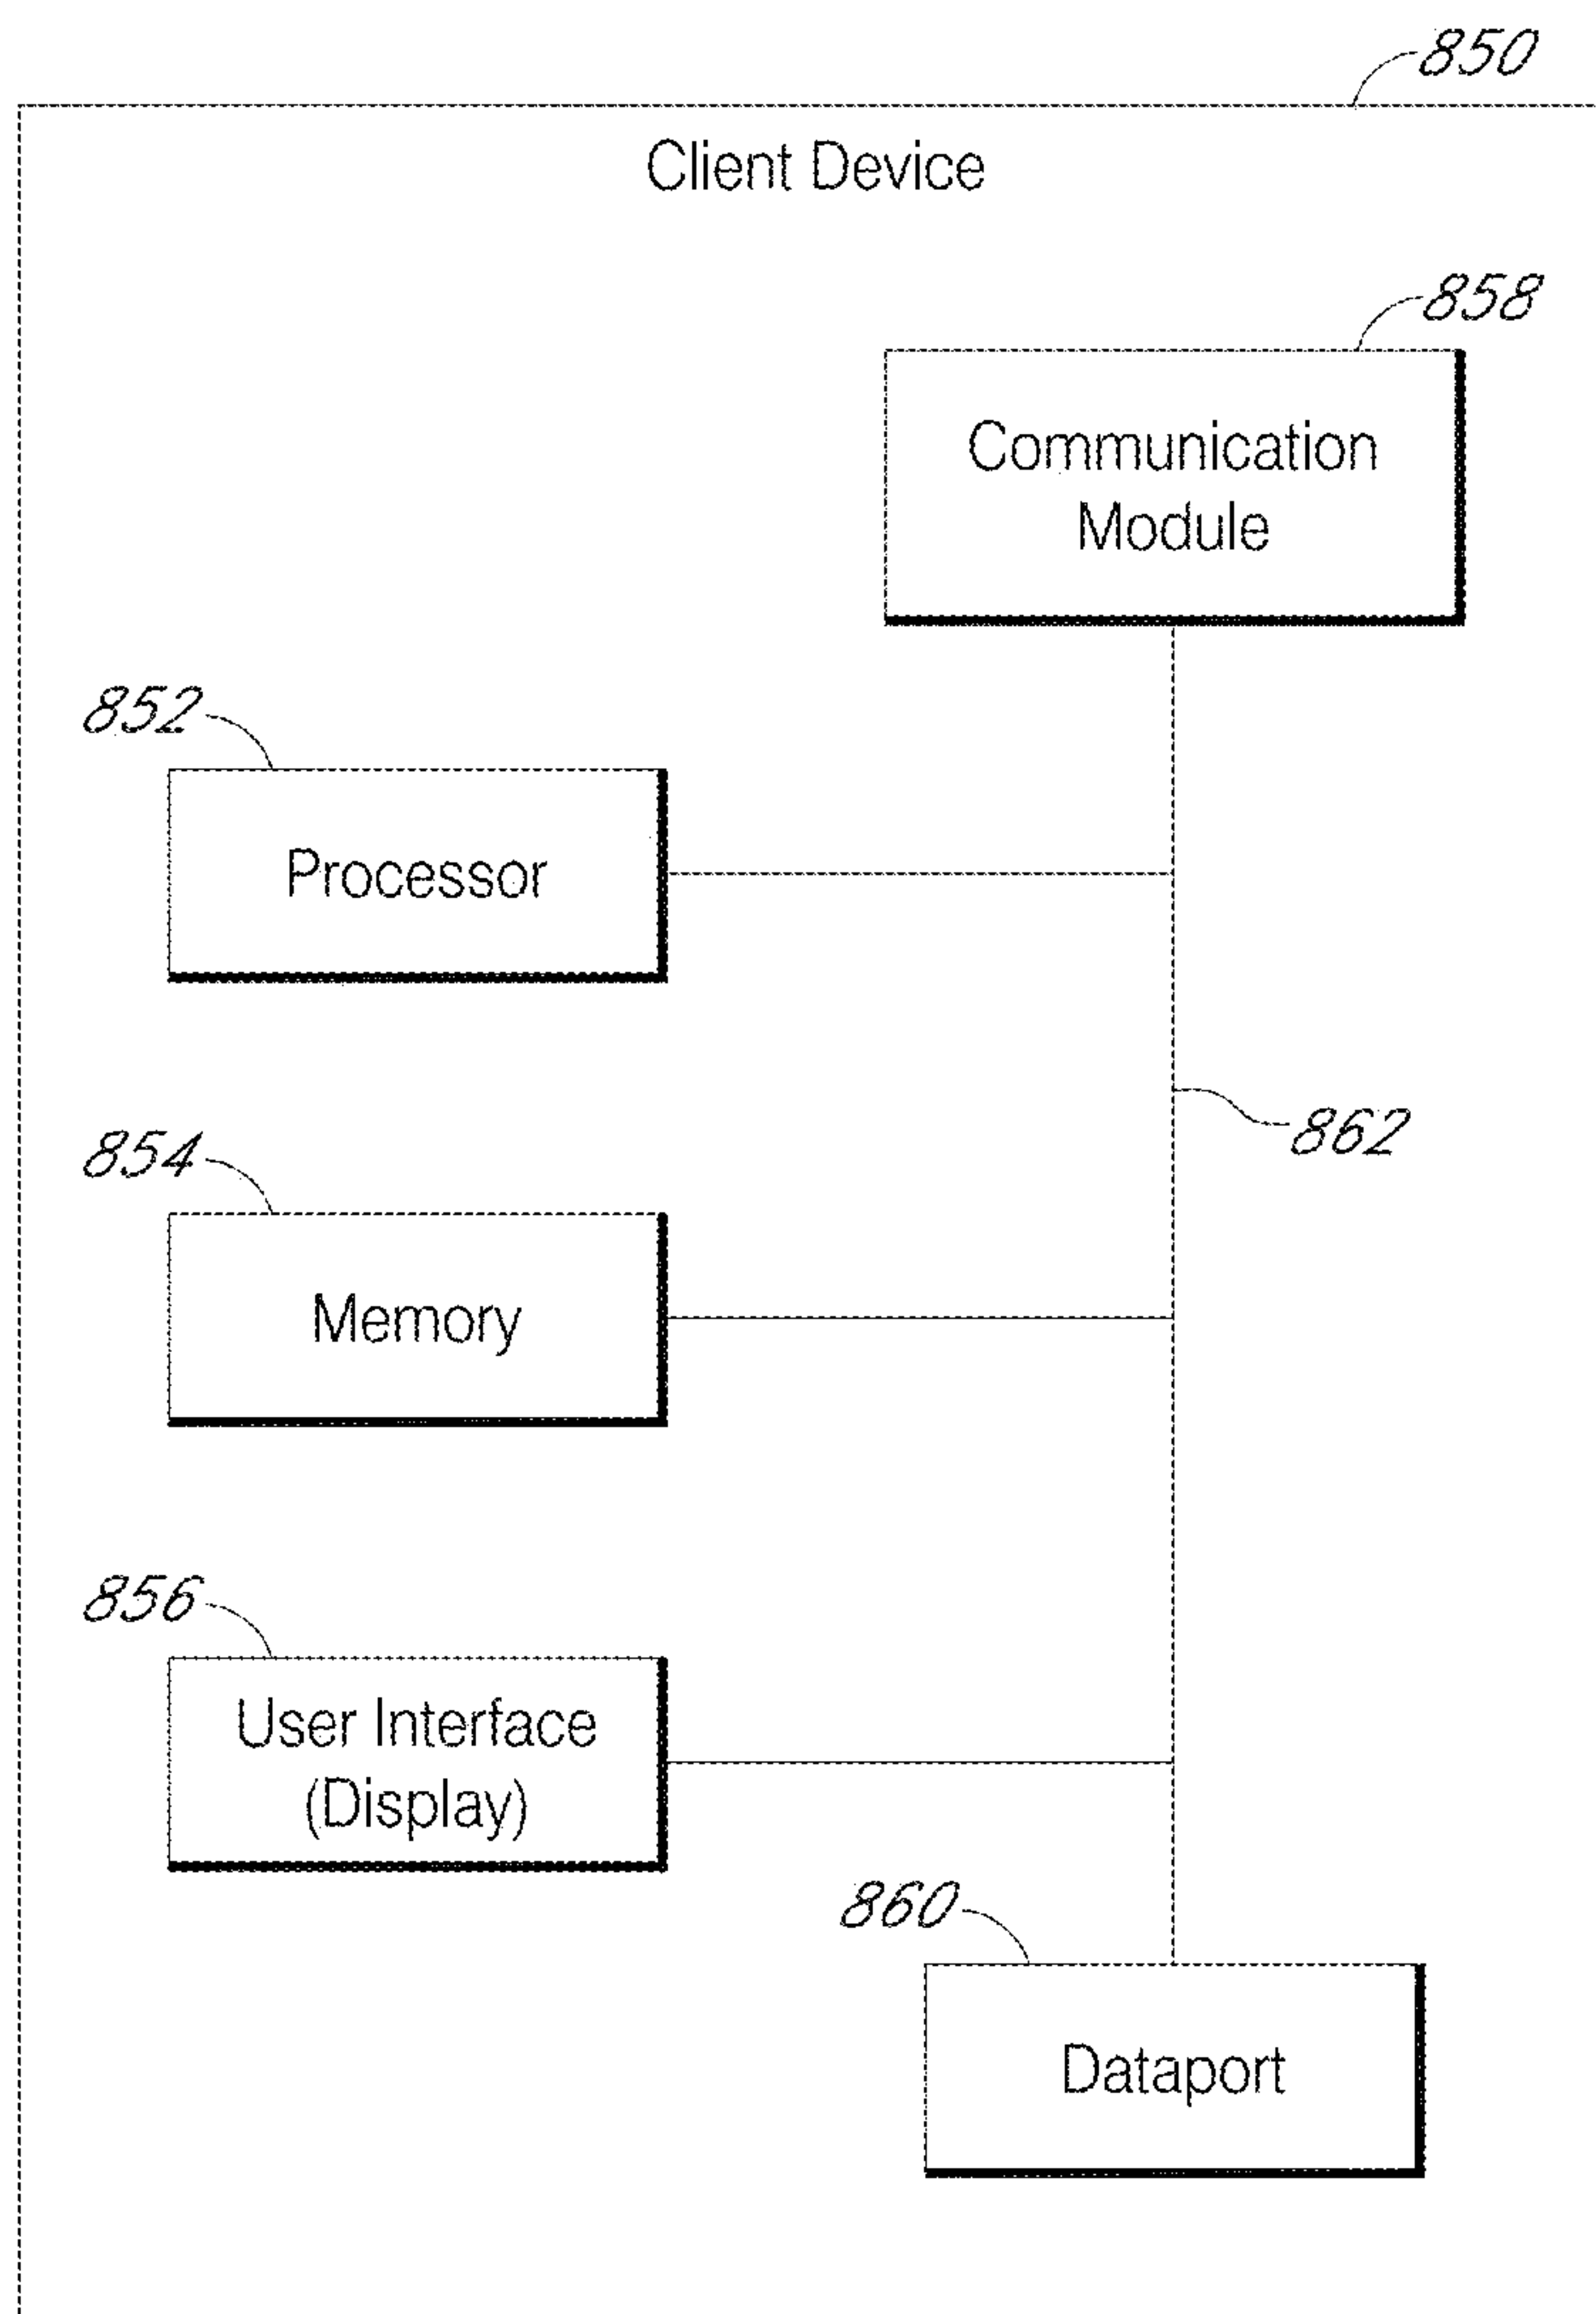 850
Client Device
858
Communication
Module
852
Processor
862
854
Memory
856
User Interface
(Display)
860
Dataport